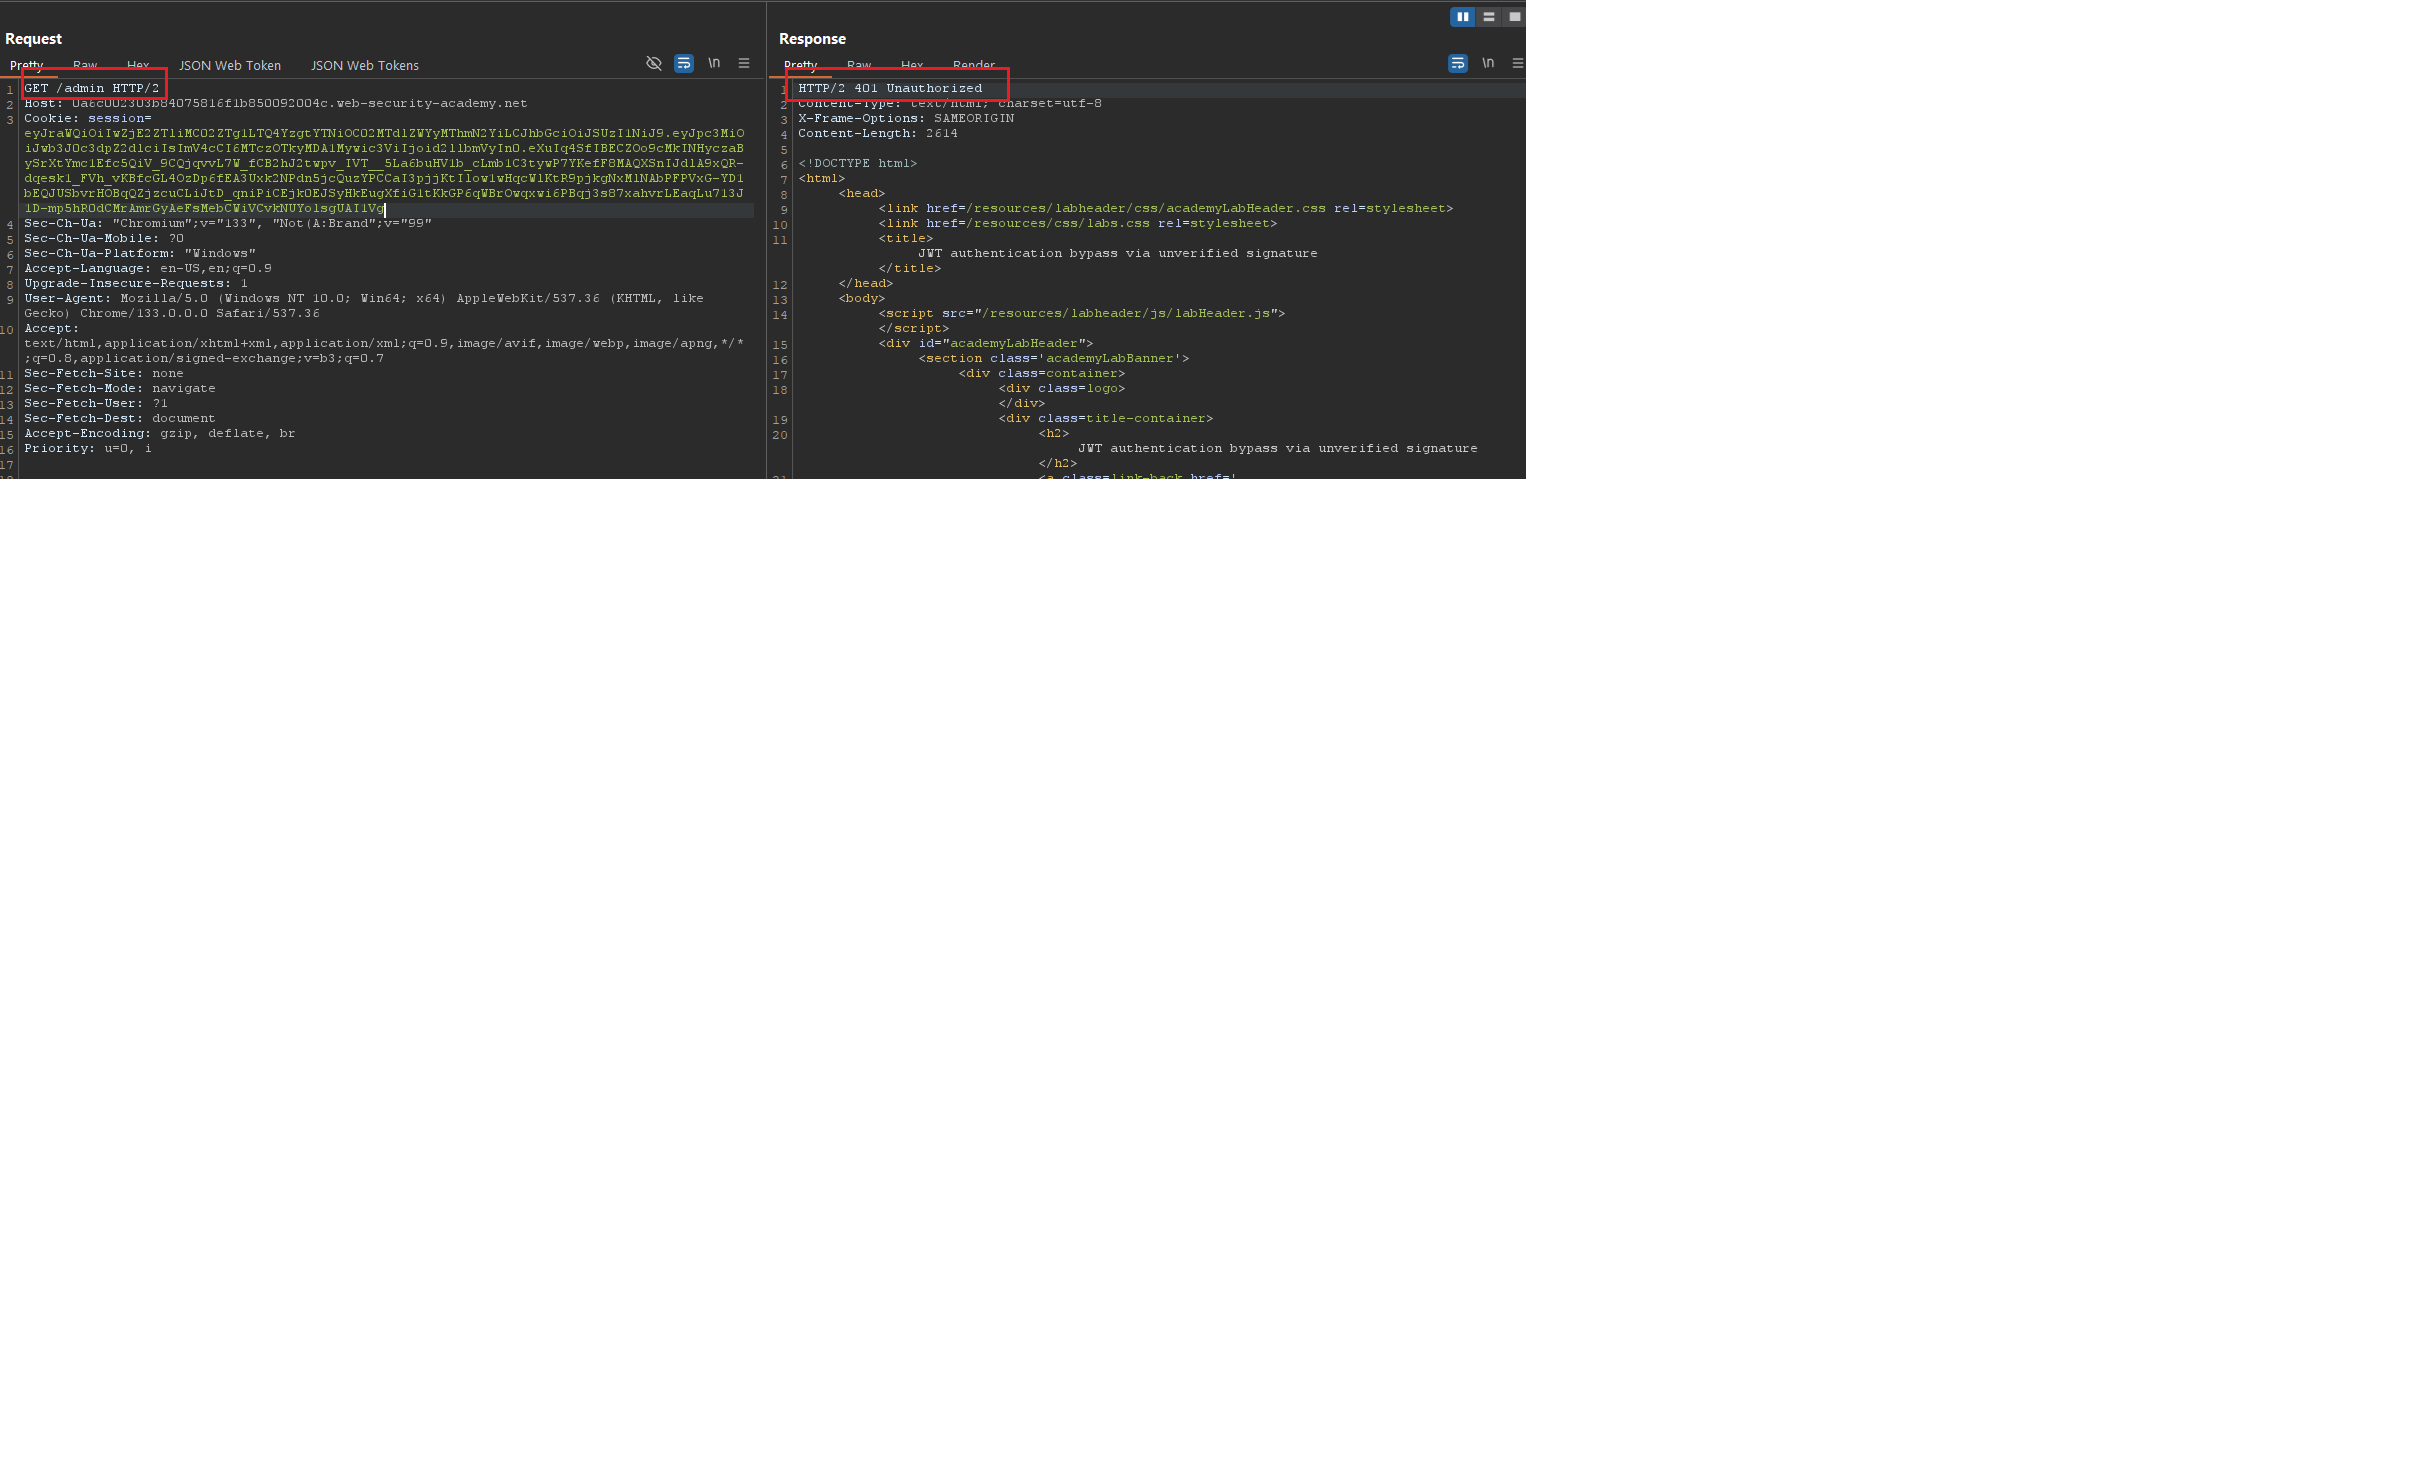 Request
Pretty Raw Hex JSON Web Token JSON Web Tokens \n
1 GET /admin HTTP/2
2 Host: 0a6c002303b84075816f1b850092004c.web-security-academy.net
3 Cookie: session=
4 Sec-Ch-Ua: "Chromium";v="133", "Not(A:Brand";v="99"
5 Sec-Ch-Ua-Mobile: ?0
6 Sec-Ch-Ua-Platform: "Windows"
7 Accept-Language: en-US,en;q=0.9
8 Upgrade-Insecure-Requests: 1
9 User-Agent: Mozilla/5.0 (Windows NT 10.0; Win64; x64) AppleWebKit/537.36 (KHTML, like
Gecko) Chrome/133.0.0.0 Safari/537.36
10 Accept:
text/html,application/xhtml+xml,application/xml;q=0.9,image/avif,image/webp,image/apng,*/*
;q=0.8,application/signed-exchange;v=b3;q=0.7
11 Sec-Fetch-Site: none
12 Sec-Fetch-Mode: navigate
13 Sec-Fetch-User: ?1
14 Sec-Fetch-Dest: document
15 Accept-Encoding: gzip, deflate, br
16 Priority: u=0, i
17
Response
Pretty Raw Hex Render \n
1 HTTP/2 401 Unauthorized
2 Content-Type: text/html; charset=utf-8
3 X-Frame-Options: SAMEORIGIN
4 Content-Length: 2614
5
6 <!DOCTYPE html>
7 <html>
8 <head>
9 <link href=/resources/labheader/css/academyLabHeader.css rel=stylesheet>
10 <link href=/resources/css/labs.css rel=stylesheet>
11 <title>
JWT authentication bypass via unverified signature
</title>
12 </head>
13 <body>
14 <script src="/resources/labheader/js/labHeader.js">
</script>
15 <div id="academyLabHeader">
16 <section class='academyLabBanner'>
17 <div class=container>
18 <div class=logo>
</div>
19 <div class=title-container>
20 <h2>
JWT authentication bypass via unverified signature
</h2>
21 <a class=link-back href='